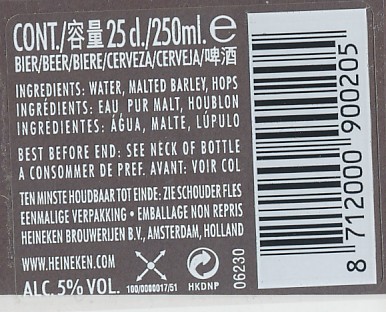 CONT./容量 25 cl./250ml. ℮
BIER/BEER/BIERE/CERVEZA/CERVEJA/啤酒
INGREDIENTS: WATER, MALTED BARLEY, HOPS
INGRÉDIENTS: EAU, PUR MALT, HOUBLON
INGREDIENTES: ÁGUA, MALTE, LÚPULO
BEST BEFORE END: SEE NECK OF BOTTLE
A CONSOMMER DE PREF. AVANT: VOIR COL
TEN MINSTE HOUDBAAR TOT EINDE: ZIE SCHOUDER FLES
EENMALIGE VERPAKKING • EMBALLAGE NON REPRIS
HEINEKEN BROUWERIJEN B.V., AMSTERDAM, HOLLAND
WWW.HEINEKEN.COM
ALC. 5% VOL.
100/0080017/51
HKDNP
06230
8 712000 900205